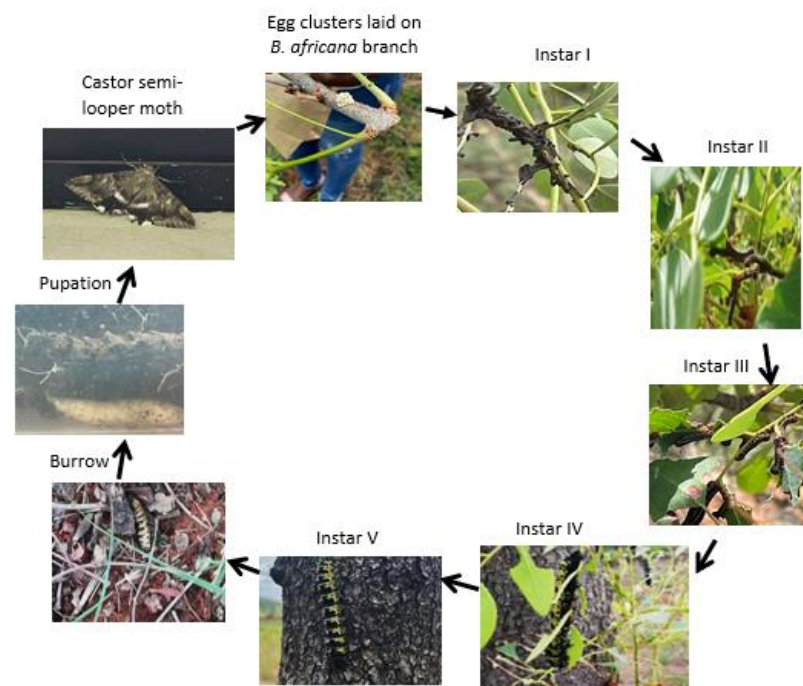 Egg clusters laid on
B. africana branch
Instar I
Castor semi-
looper moth
Instar II
Pupation
Instar III
Burrow
Instar IV
Instar V